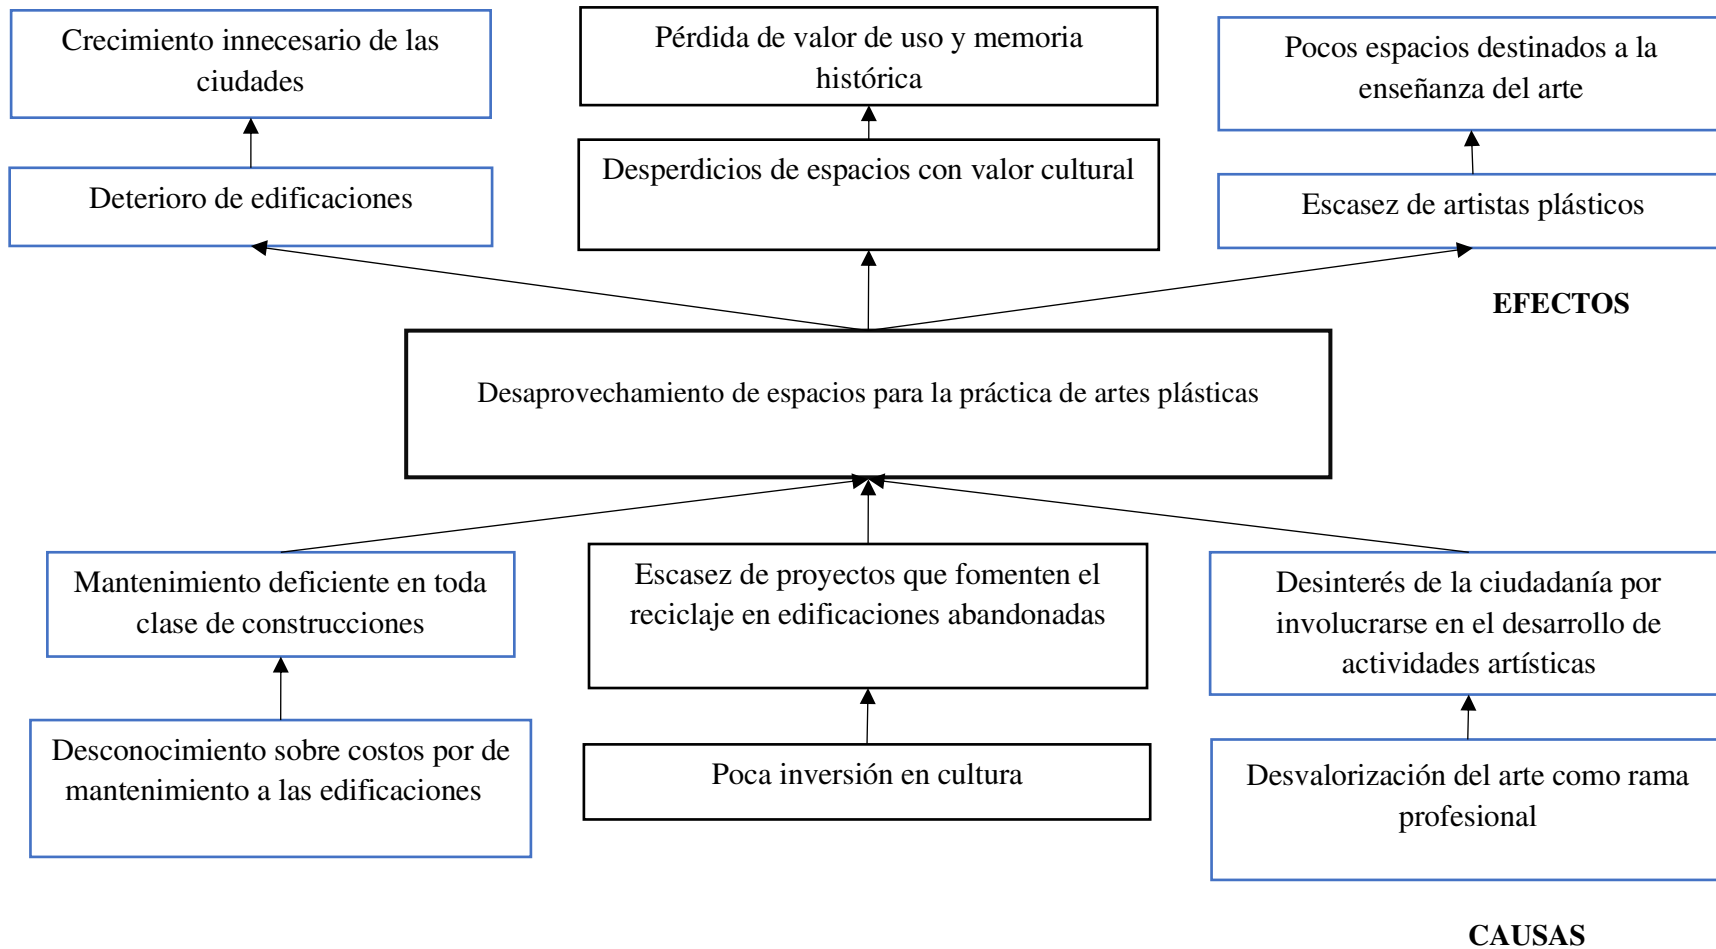 Crecimiento innecesario de las
ciudades
Pérdida de valor de uso y memoria
histórica
Pocos espacios destinados a la
enseñanza del arte
Deterioro de edificaciones
Desperdicios de espacios con valor cultural
Escasez de artistas plásticos
EFECTOS
Desaprovechamiento de espacios para la práctica de artes plásticas
Mantenimiento deficiente en toda
clase de construcciones
Escasez de proyectos que fomenten el
reciclaje en edificaciones abandonadas
Desinterés de la ciudadanía por
involucrarse en el desarrollo de
actividades artísticas
Desconocimiento sobre costos por de
mantenimiento a las edificaciones
Poca inversión en cultura
Desvalorización del arte como rama
profesional
CAUSAS